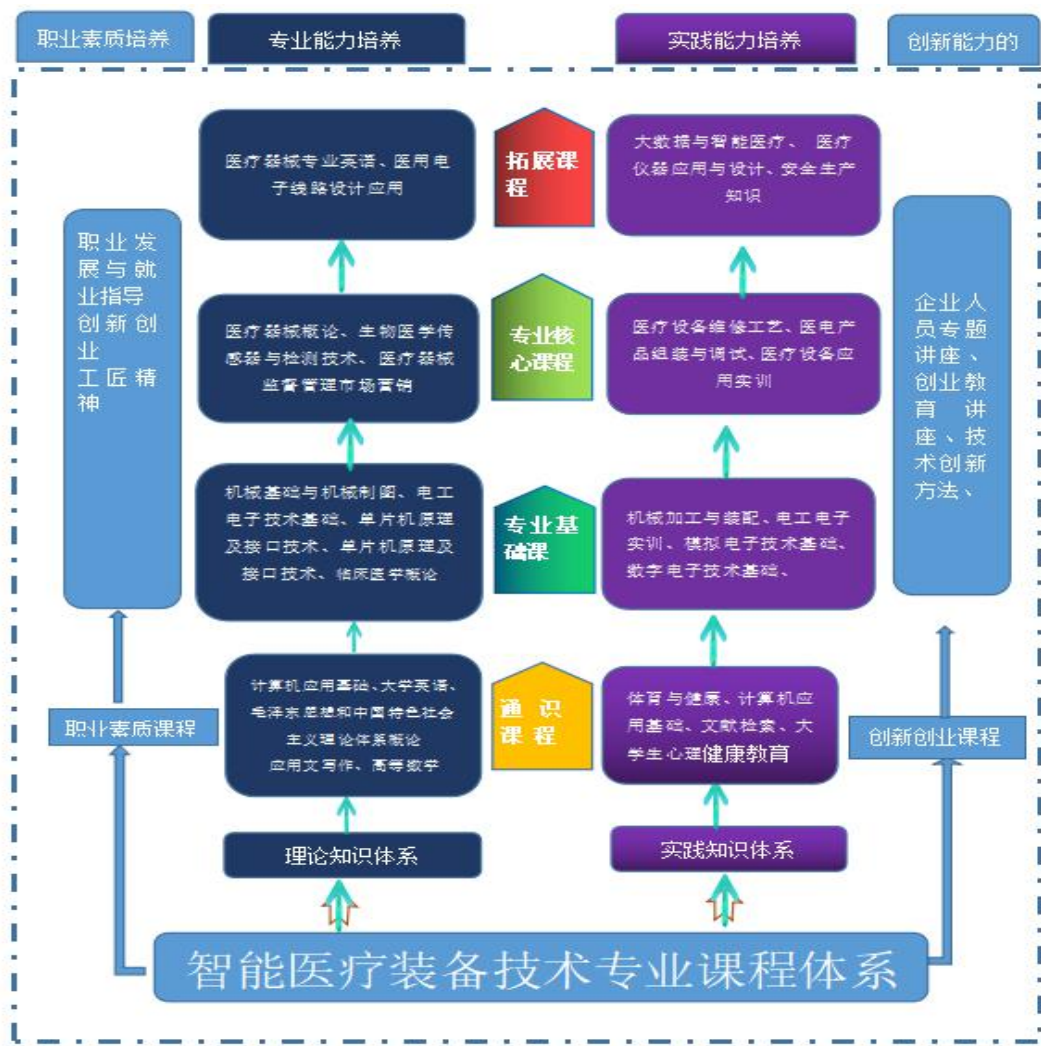 职业素质培养
专业能力培养
实践能力培养
创新能力的
医疗器械专业英语、医用电
子线路设计应用
拓展课
程
大数据与智能医疗、 医疗
仪器应用与设计、安全生产
知识
职业发
展与就
业指导
创新创
业
工匠精
神
医疗器械概论、生物医学传
感器与检测技术、医疗器械
监督管理市场营销
专业核
心课程
医疗设备维修工艺、医电产
品组装与调试、医疗设备应
用实训
企业人
员专题
讲座、
创业教
育讲
座、技
术创新
方法、
机械基础与机械制图、电工
电子技术基础、单片机原理
及接口技术、单片机原理及
接口技术、临床医学概论
专业基
础课
机械加工与装配、电工电子
实训、模拟电子技术基础、
数字电子技术基础、
计算机应用基础、大学英语、
毛泽东思想和中国特色社会
主义理论体系概论
应用文写作、高等数学
通识
课程
体育与健康、计算机应
用基础、文献检索、大
学生心理健康教育
职业素质课程
创新创业课程
理论知识体系
实践知识体系
智能医疗装备技术专业课程体系